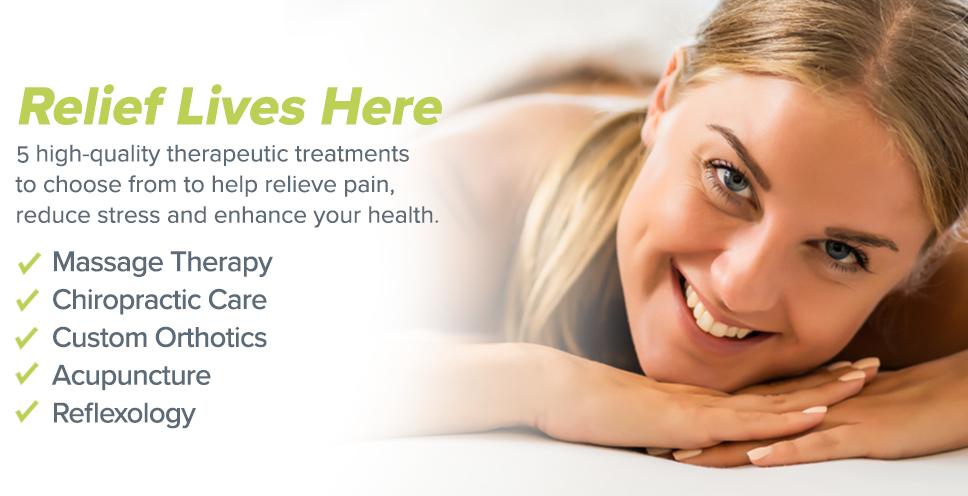 Relief Lives Here
5 high-quality therapeutic treatments
to choose from to help relieve pain,
reduce stress and enhance your health.
Massage Therapy
Chiropractic Care
Custom Orthotics
Acupuncture
Reflexology